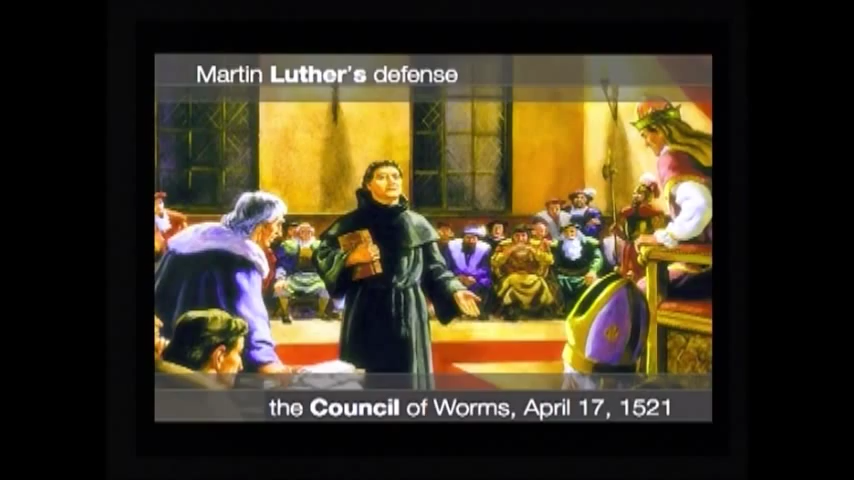 Martin Luther's defense
the Council of Worms, April 17, 1521